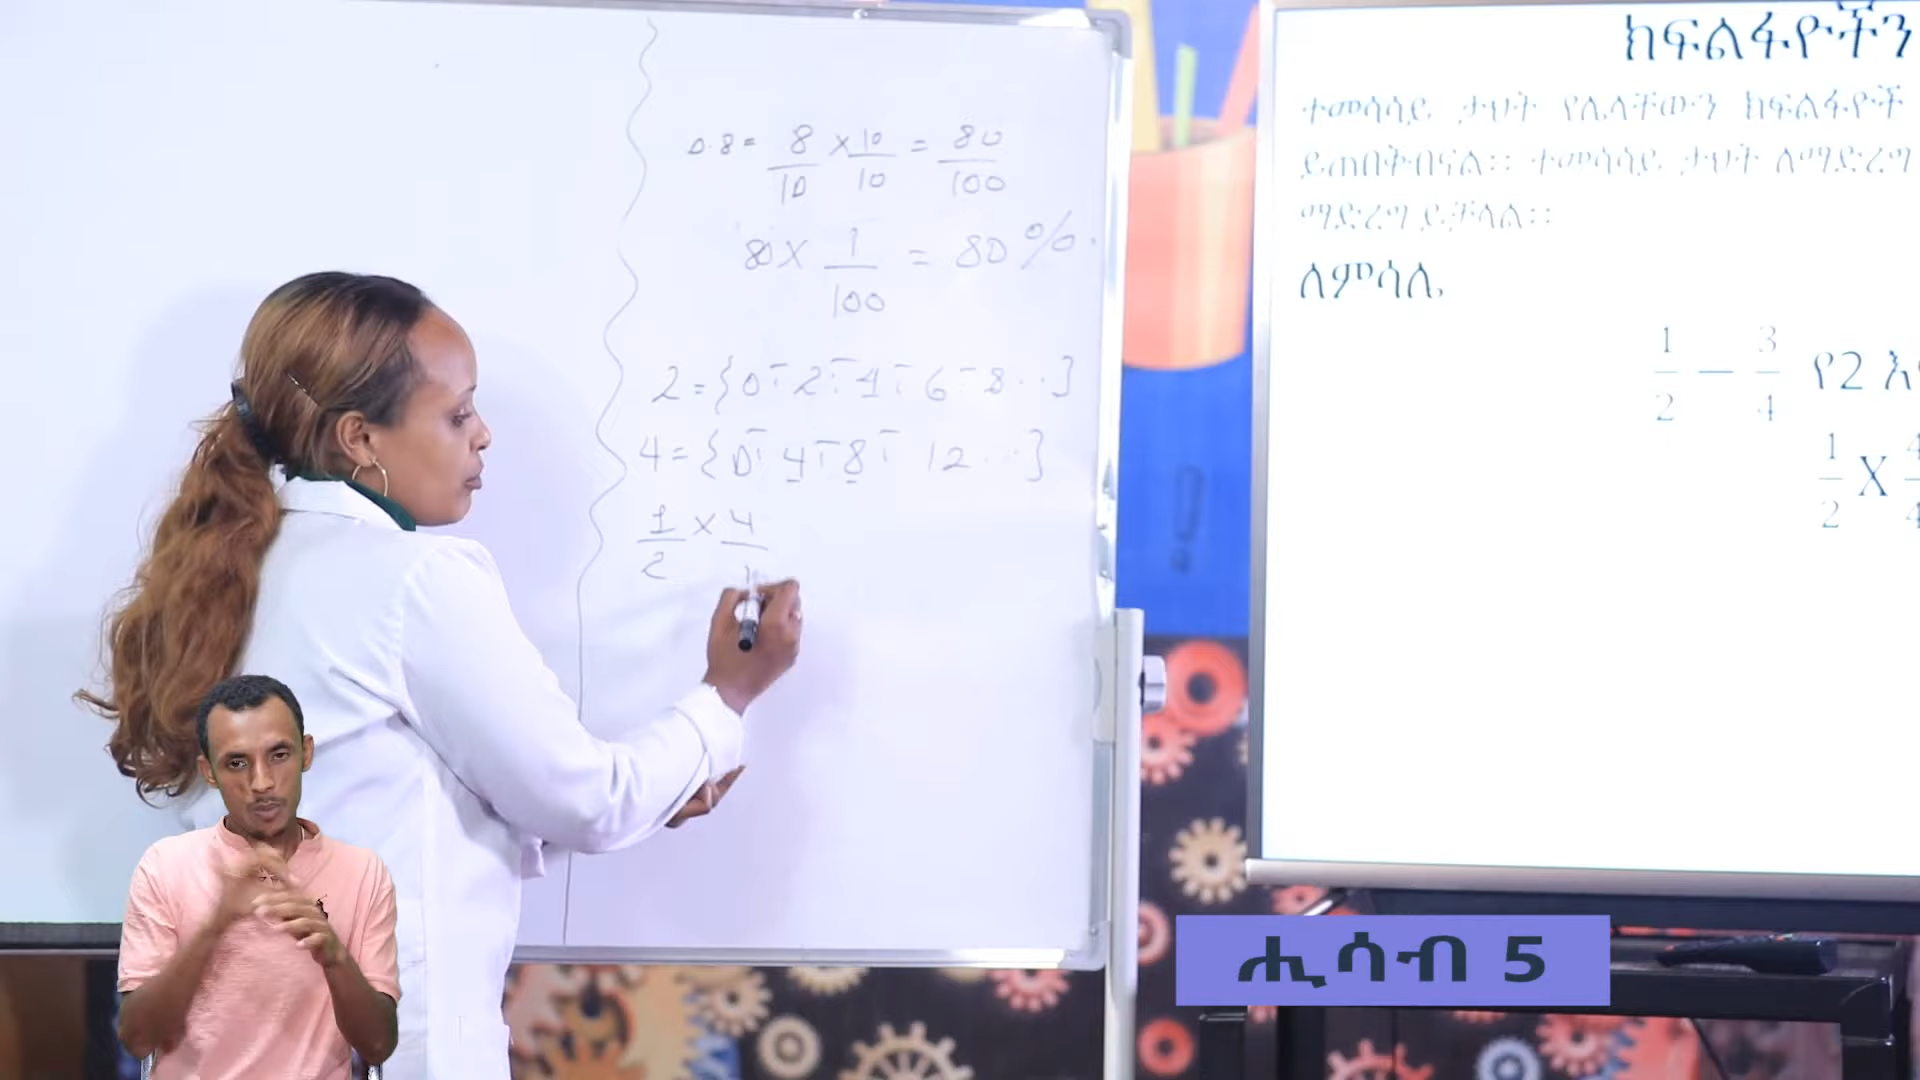 0.8 = 8/10 × 10/10 = 80/100
80 × 1/100 = 80%.
2 = {0፣ 2፣ 4፣ 6፣ 8...}
4 = {0፣ 4፣ 8፣ 12...}
1/2 × 4/
ክፍልፋዮችን
ተመሳሳይ ታህት የሌላቸውን ክፍልፋዮች
ይጠበቅብናል፡፡ ተመሳሳይ ታህት ለማድረግ
ማድረግ ይቻላል፡፡
ለምሳሌ
1/2 − 3/4 የ2 እ
1/2 X 4/4
ሒሳብ 5